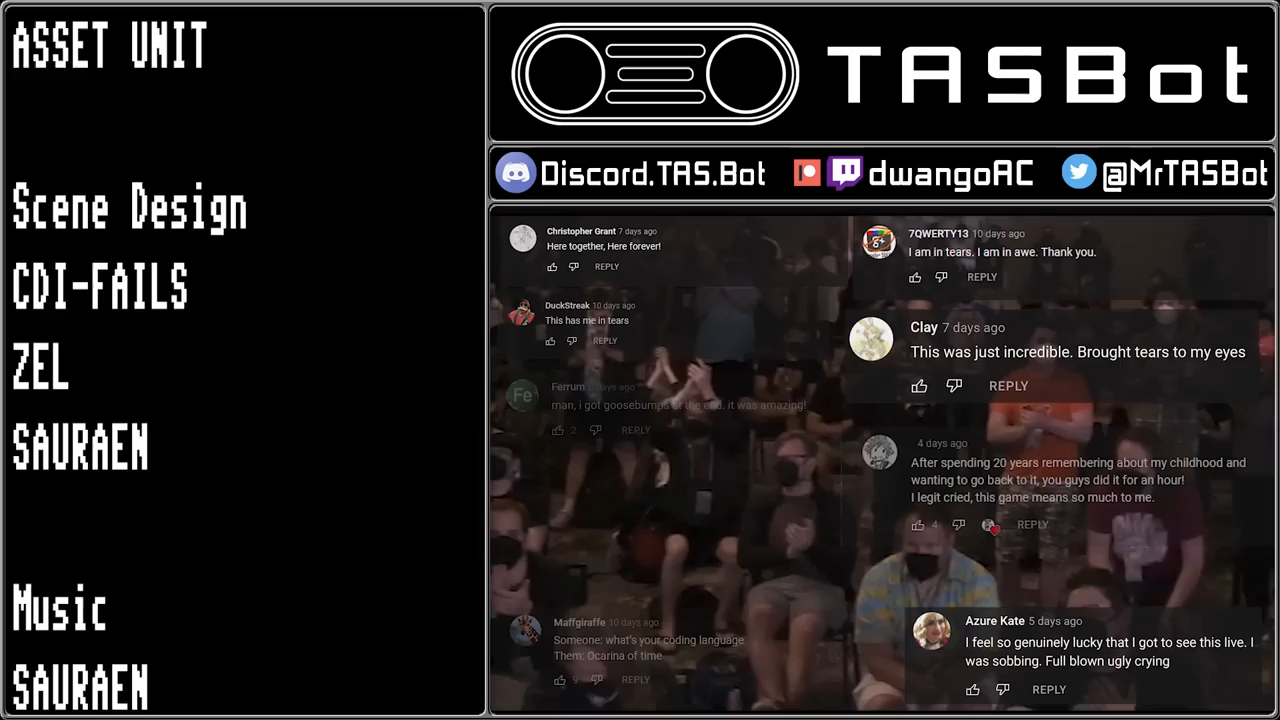 ASSET UNIT
Scene Design
CDI-FAILS
ZEL
SAURAEN
Music
SAURAEN
TASBot
Discord.TAS.Bot
dwangoAC
@MrTASBot
Christopher Grant 7 days ago
Here together, Here forever!
REPLY
DuckStreak 10 days ago
This has me in tears
REPLY
Fe
Ferrum days ago
man, i got goosebumps at the end. it was amazing!
2 REPLY
Maffgiraffe 10 days ago
Someone: what's your coding language
Them: Ocarina of time
9 REPLY
7QWERTY13 10 days ago
I am in tears. I am in awe. Thank you.
REPLY
Clay 7 days ago
This was just incredible. Brought tears to my eyes
REPLY
4 days ago
After spending 20 years remembering about my childhood and
wanting to go back to it, you guys did it for an hour!
I legit cried, this game means so much to me.
4 REPLY
Azure Kate 5 days ago
I feel so genuinely lucky that I got to see this live. I
was sobbing. Full blown ugly crying
REPLY